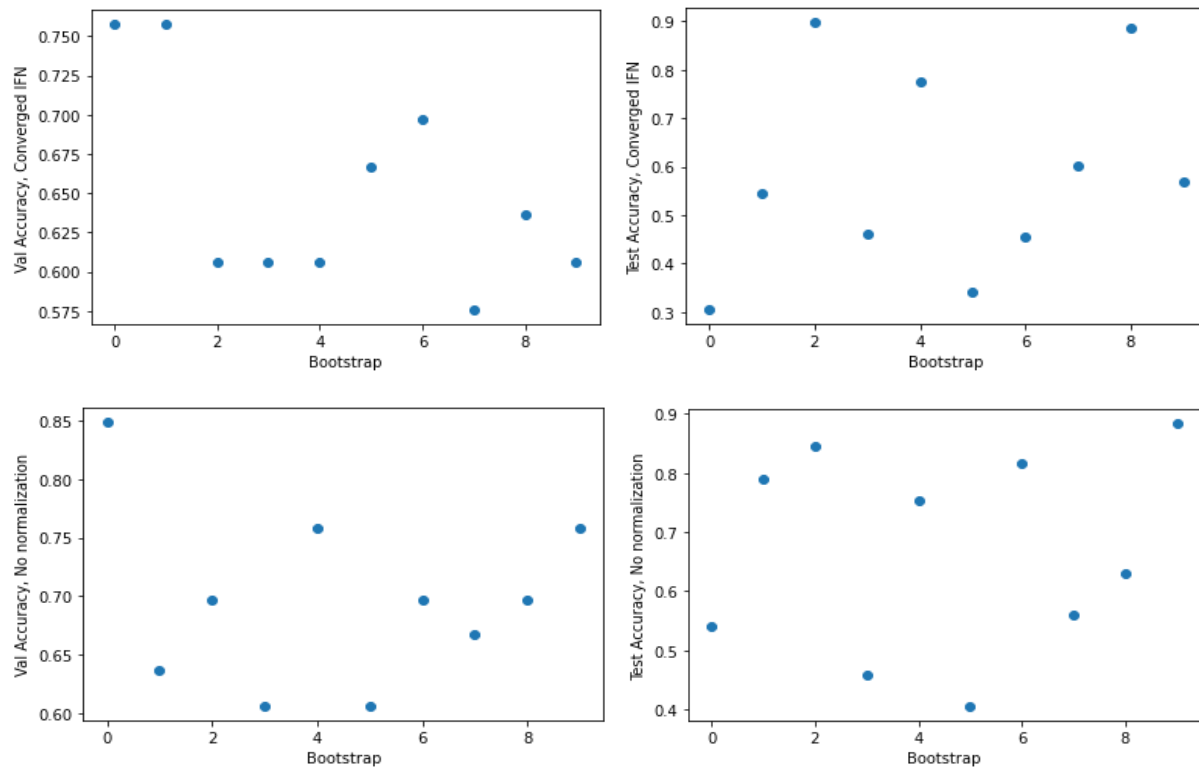 Val Accuracy, Converged IFN
0.750
0.725
0.700
0.675
0.650
0.625
0.600
0.575
0 2 4 6 8
Bootstrap
Test Accuracy, Converged IFN
0.9
0.8
0.7
0.6
0.5
0.4
0.3
0 2 4 6 8
Bootstrap
Val Accuracy, No normalization
0.85
0.80
0.75
0.70
0.65
0.60
0 2 4 6 8
Bootstrap
Test Accuracy, No normalization
0.9
0.8
0.7
0.6
0.5
0.4
0 2 4 6 8
Bootstrap